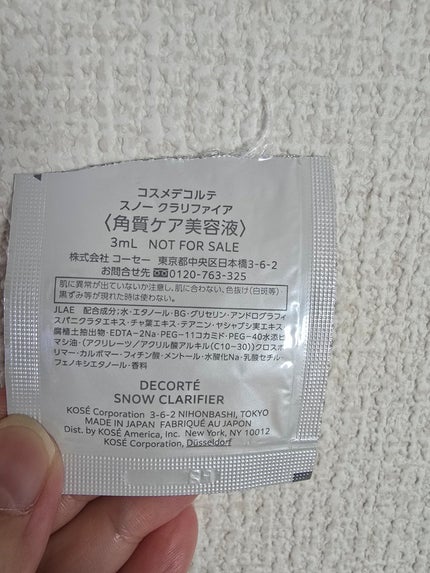 コスメデコルテ
スノー クラリファイア
〈角質ケア美容液〉
3mL NOT FOR SALE
株式会社 コーセー 東京都中央区日本橋3-6-2
お問合せ先 0120-763-325
肌に異常が出ていないか注意し、肌に合わない、色抜け(白斑等)
黒ずみ等が現れた時は使わない。
JLAE 配合成分:水・エタノール・BG・グリセリン・アンドログラフィ
スパニクラタエキス・チャ葉エキス・テアニン・ヤシャブシ実エキス・
腐植土抽出物・EDTA-2Na・PEG-11コカミド・PEG-40水添ヒ
マシ油・(アクリレーツ/アクリル酸アルキル(C10-30))クロスポ
リマー・カルボマー・フィチン酸・メントール・水酸化Na・乳酸セチル・
フェノキシエタノール・香料
DECORTÉ
SNOW CLARIFIER
KOSÉ Corporation 3-6-2 NIHONBASHI, TOKYO
MADE IN JAPAN FABRIQUÉ AU JAPON
Dist. by KOSÉ America, Inc. New York, NY 10012
KOSÉ Corporation, Düsseldorf